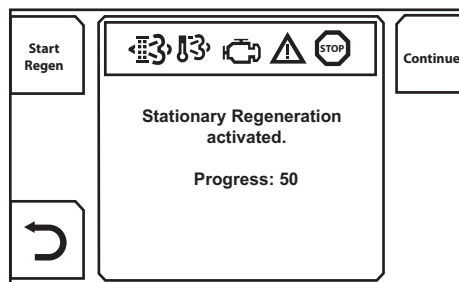 Start
Regen
STOP
Continue
Stationary Regeneration
activated.
Progress: 50